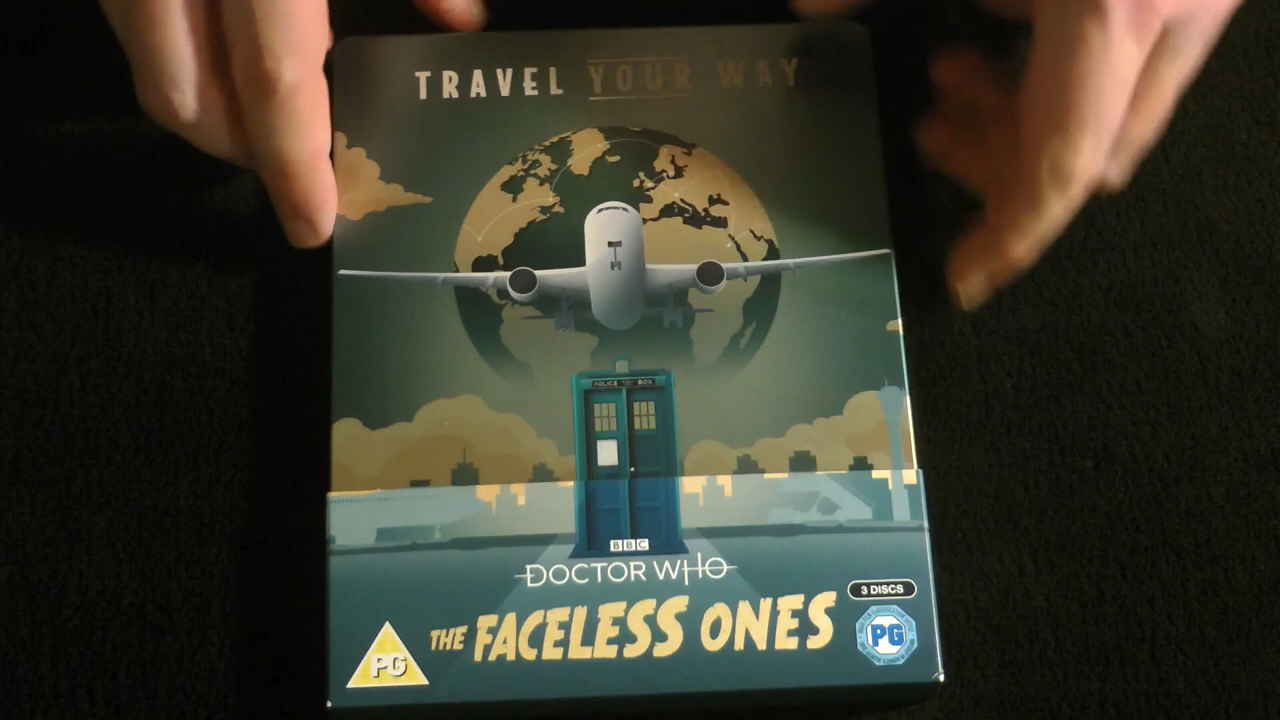 TRAVEL YOUR WAY
POLICE BOX
BBC
DOCTOR WHO
3 DISCS
THE FACELESS ONES
PG
PG